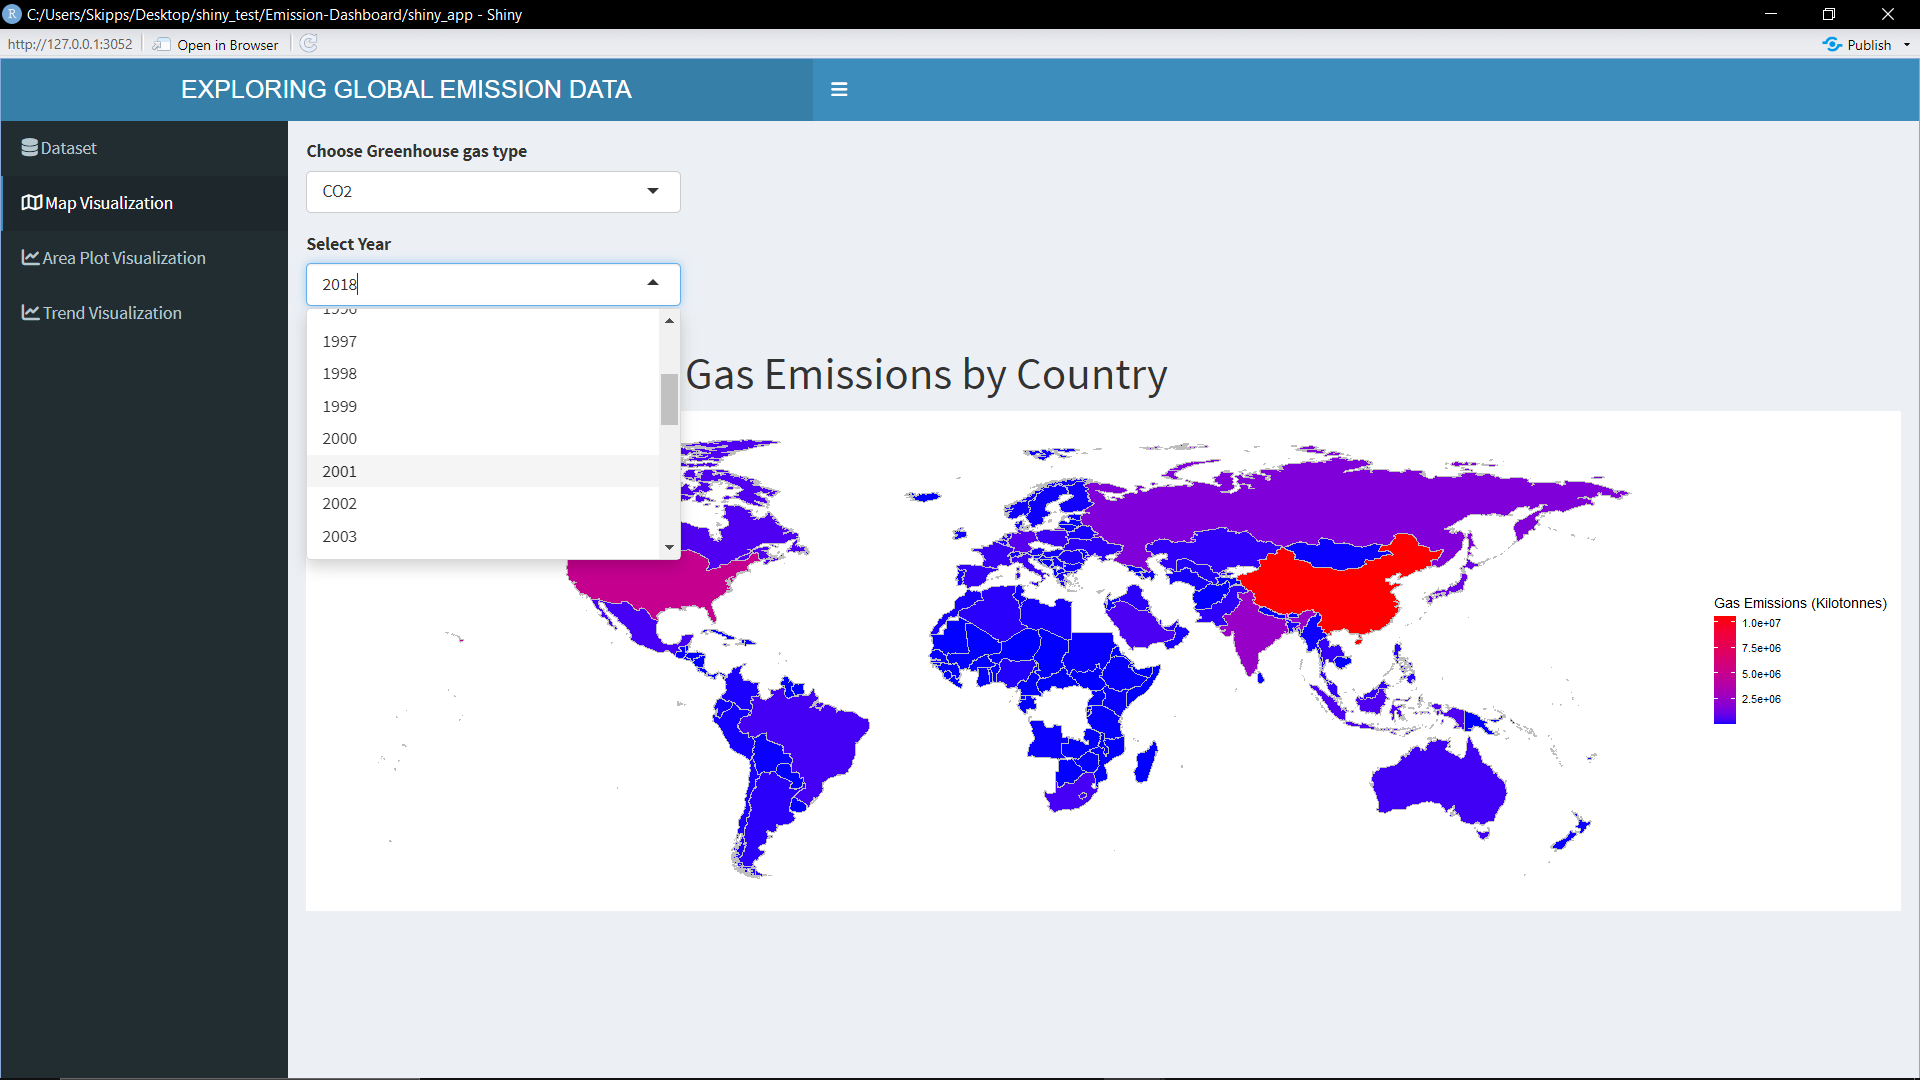 C:/Users/Skipps/Desktop/shiny_test/Emission-Dashboard/shiny_app - Shiny
http://127.0.0.1:3052
Open in Browser
Publish
EXPLORING GLOBAL EMISSION DATA
Dataset
Map Visualization
Area Plot Visualization
Trend Visualization
Choose Greenhouse gas type
CO2
Select Year
2018
1996
1997
1998
1999
2000
2001
2002
2003
Gas Emissions by Country
Gas Emissions (Kilotonnes)
1.0e+07
7.5e+06
5.0e+06
2.5e+06